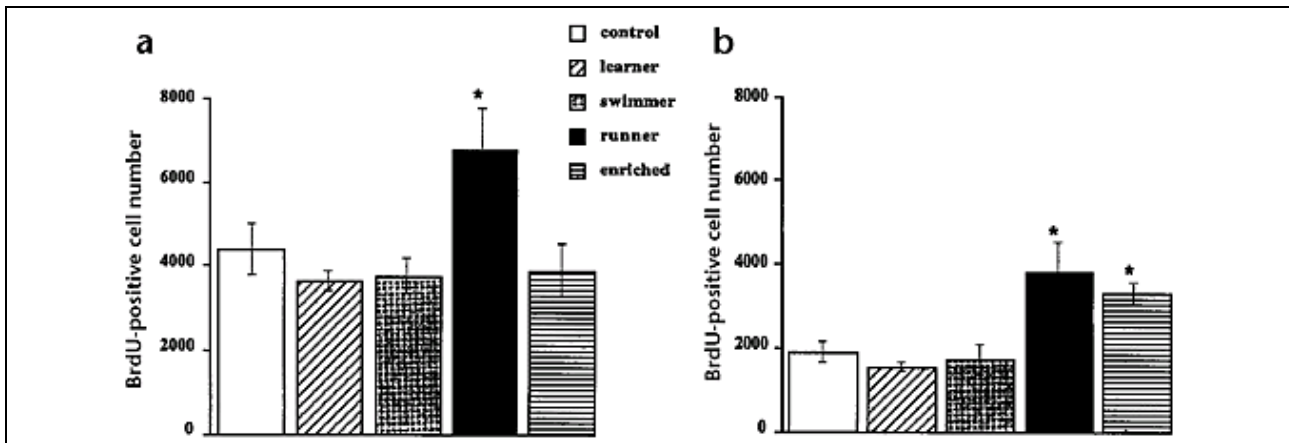 a
control
learner
swimmer
runner
enriched
b
BrdU-positive cell number
8000
6000
4000
2000
0
*
BrdU-positive cell number
8000
6000
4000
2000
0
*
*